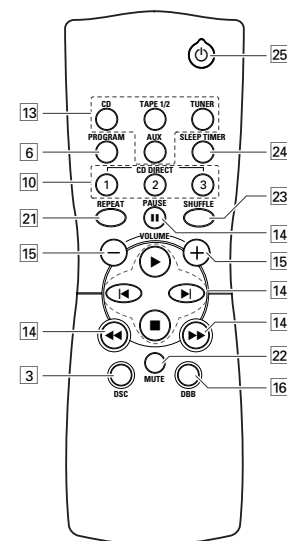 25
CD TAPE 1/2 TUNER
13
PROGRAM AUX SLEEP TIMER
6 24
CD DIRECT
10 1 2 3
23
REPEAT PAUSE SHUFFLE
21 14
VOLUME
15 15
14
14 14
22
MUTE
3 16
DSC DBB